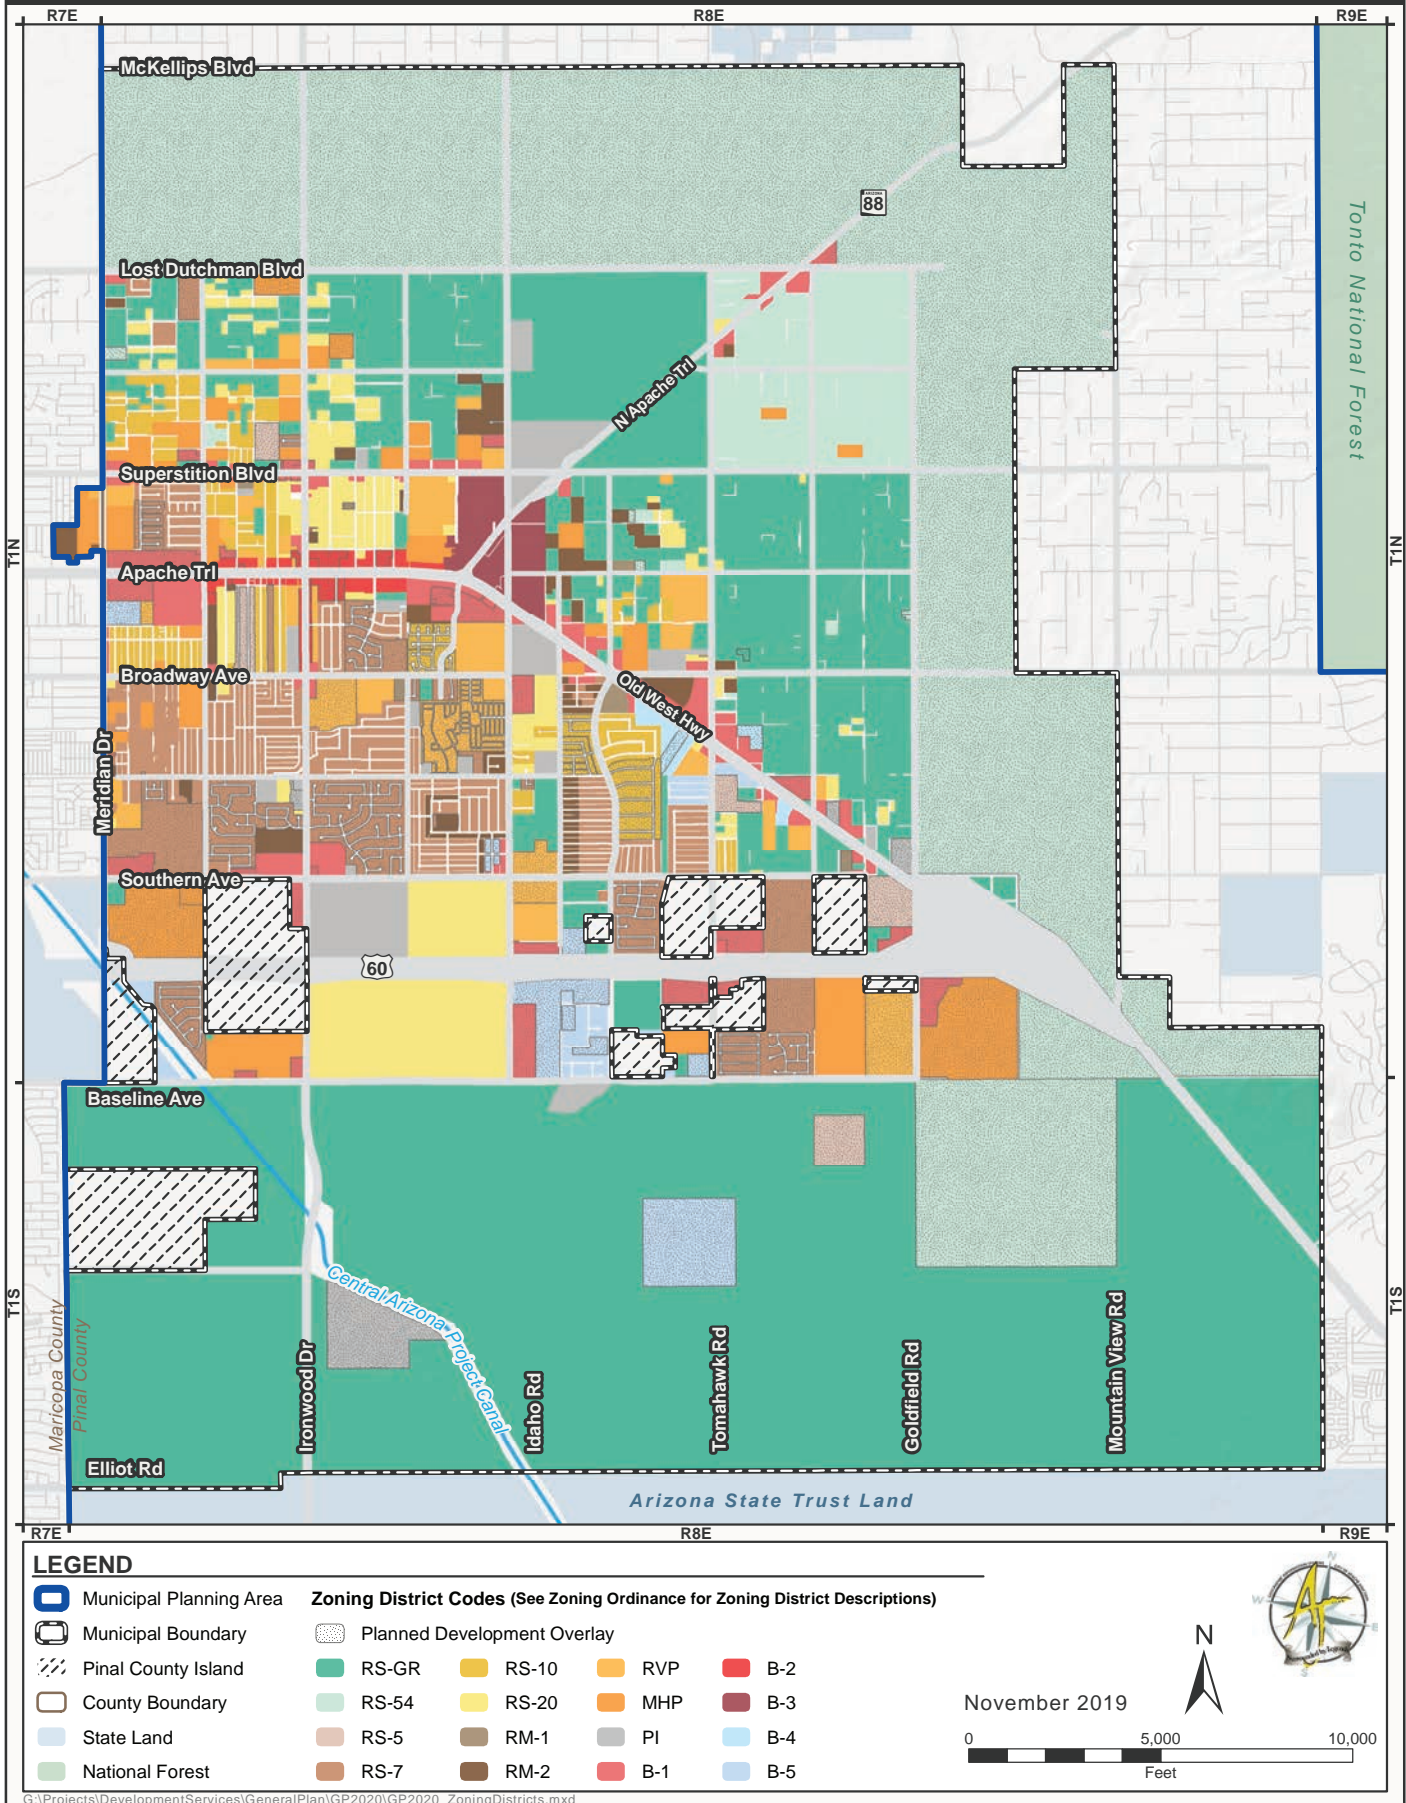 R7E
R8E
R9E
McKellips Blvd
ARIZONA
88
Tonto National Forest
Lost Dutchman Blvd
N Apache Trl
Superstition Blvd
T1N
T1N
Apache Trl
Broadway Ave
Old West Hwy
Meridian Dr
Southern Ave
60
Baseline Ave
T1S
T1S
Maricopa County
Pinal County
Central Arizona Project Canal
Ironwood Dr
Idaho Rd
Tomahawk Rd
Goldfield Rd
Mountain View Rd
Elliot Rd
Arizona State Trust Land
R7E
R8E
R9E
LEGEND
Municipal Planning Area
Municipal Boundary
Pinal County Island
County Boundary
State Land
National Forest
Zoning District Codes (See Zoning Ordinance for Zoning District Descriptions)
Planned Development Overlay
RS-GR
RS-54
RS-5
RS-7
RS-10
RS-20
RM-1
RM-2
RVP
MHP
PI
B-1
B-2
B-3
B-4
B-5
November 2019
N
0 5,000 10,000
Feet
N
W
E
S
G:\Projects\DevelopmentServices\GeneralPlan\GP2020\GP2020_ZoningDistricts.mxd